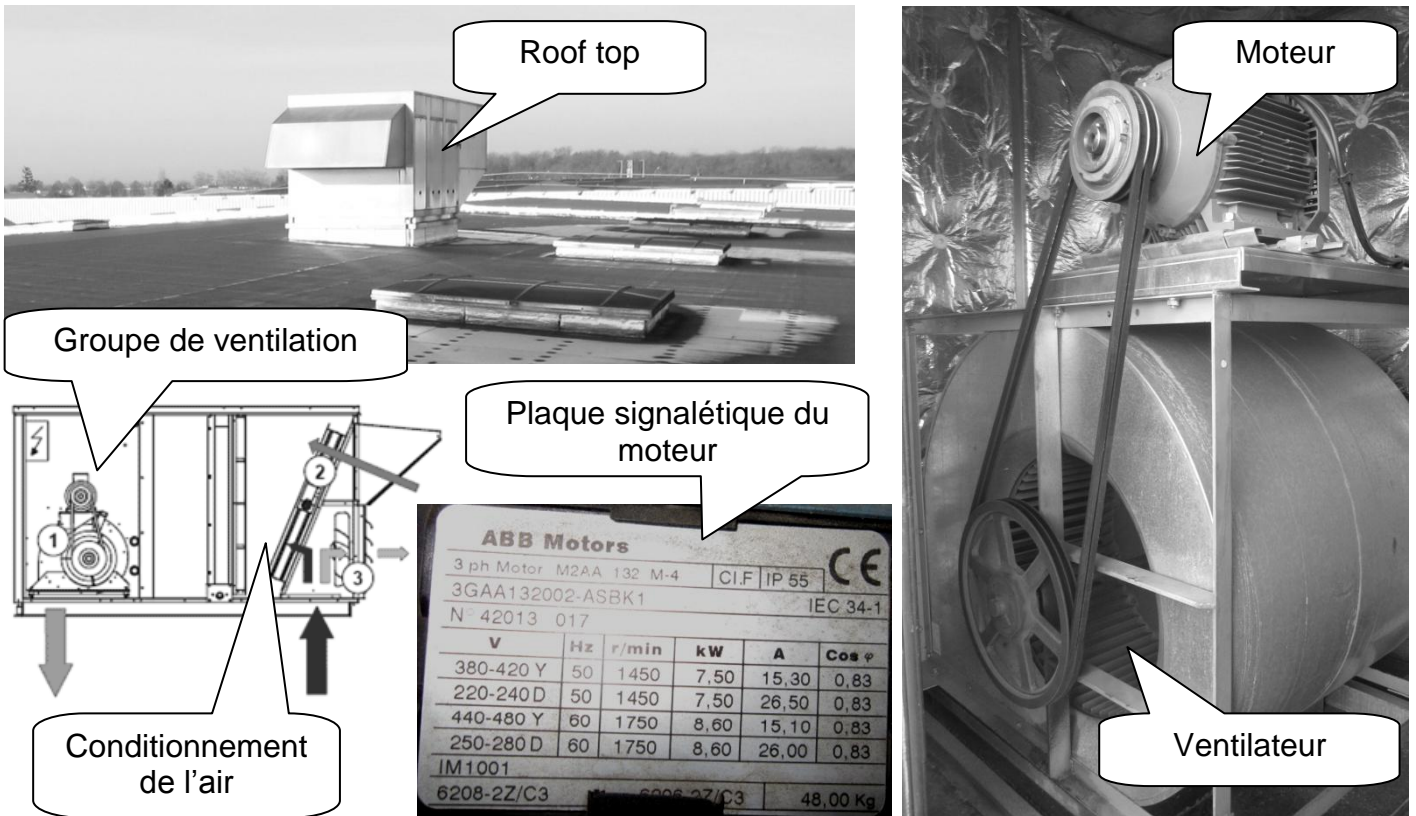 Roof top
Moteur
Groupe de ventilation
Plaque signalétique du
moteur
1
2
3
ABB Motors
3 ph Motor M2AA 132 M-4 CI.F IP 55 CE
3GAA132002-ASBK1 IEC 34-1
N° 42013 017
V Hz r/min kW A Cos φ
380-420 Y 50 1450 7,50 15,30 0,83
220-240 D 50 1450 7,50 26,50 0,83
440-480 Y 60 1750 8,60 15,10 0,83
250-280 D 60 1750 8,60 26,00 0,83
IM1001
6208-2Z/C3 48,00 Kg
Conditionnement
de l'air
Ventilateur